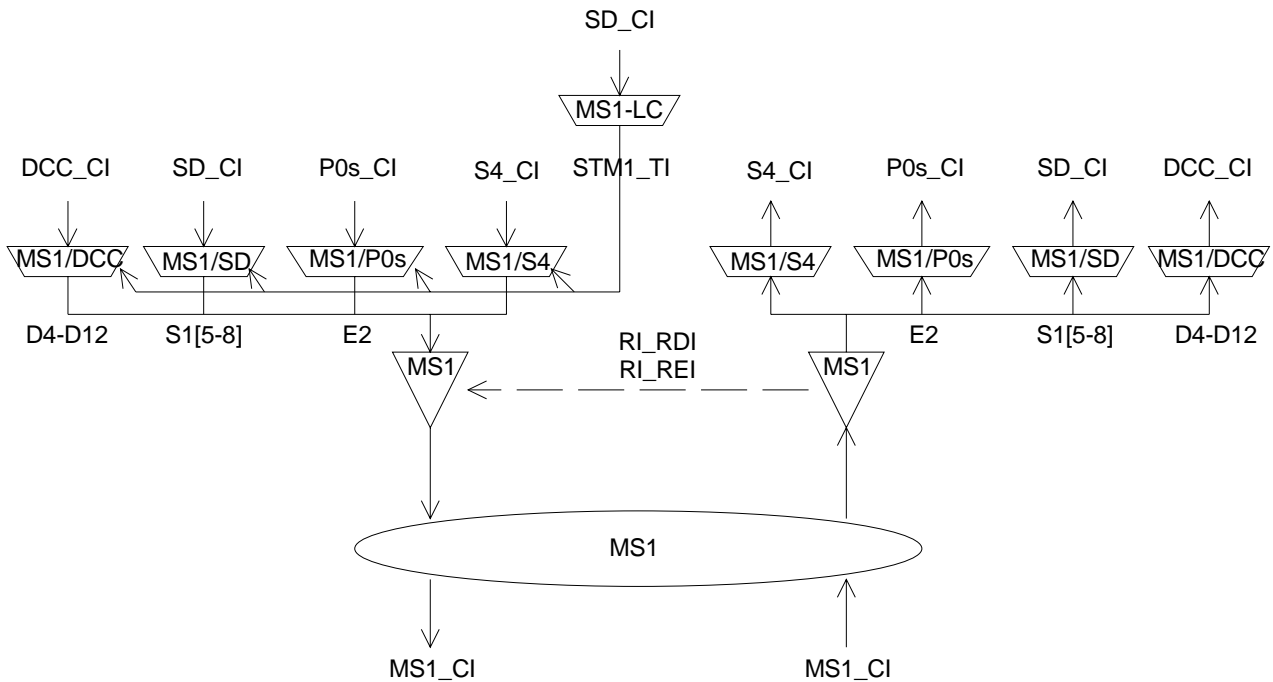 SD_CI
MS1-LC
DCC_CI SD_CI P0s_CI S4_CI STM1_TI S4_CI P0s_CI SD_CI DCC_CI
MS1/DCC MS1/SD MS1/P0s MS1/S4 MS1/S4 MS1/P0s MS1/SD MS1/DCC
D4-D12 S1[5-8] E2 E2 S1[5-8] D4-D12
RI_RDI
MS1 RI_REI MS1
MS1
MS1_CI MS1_CI